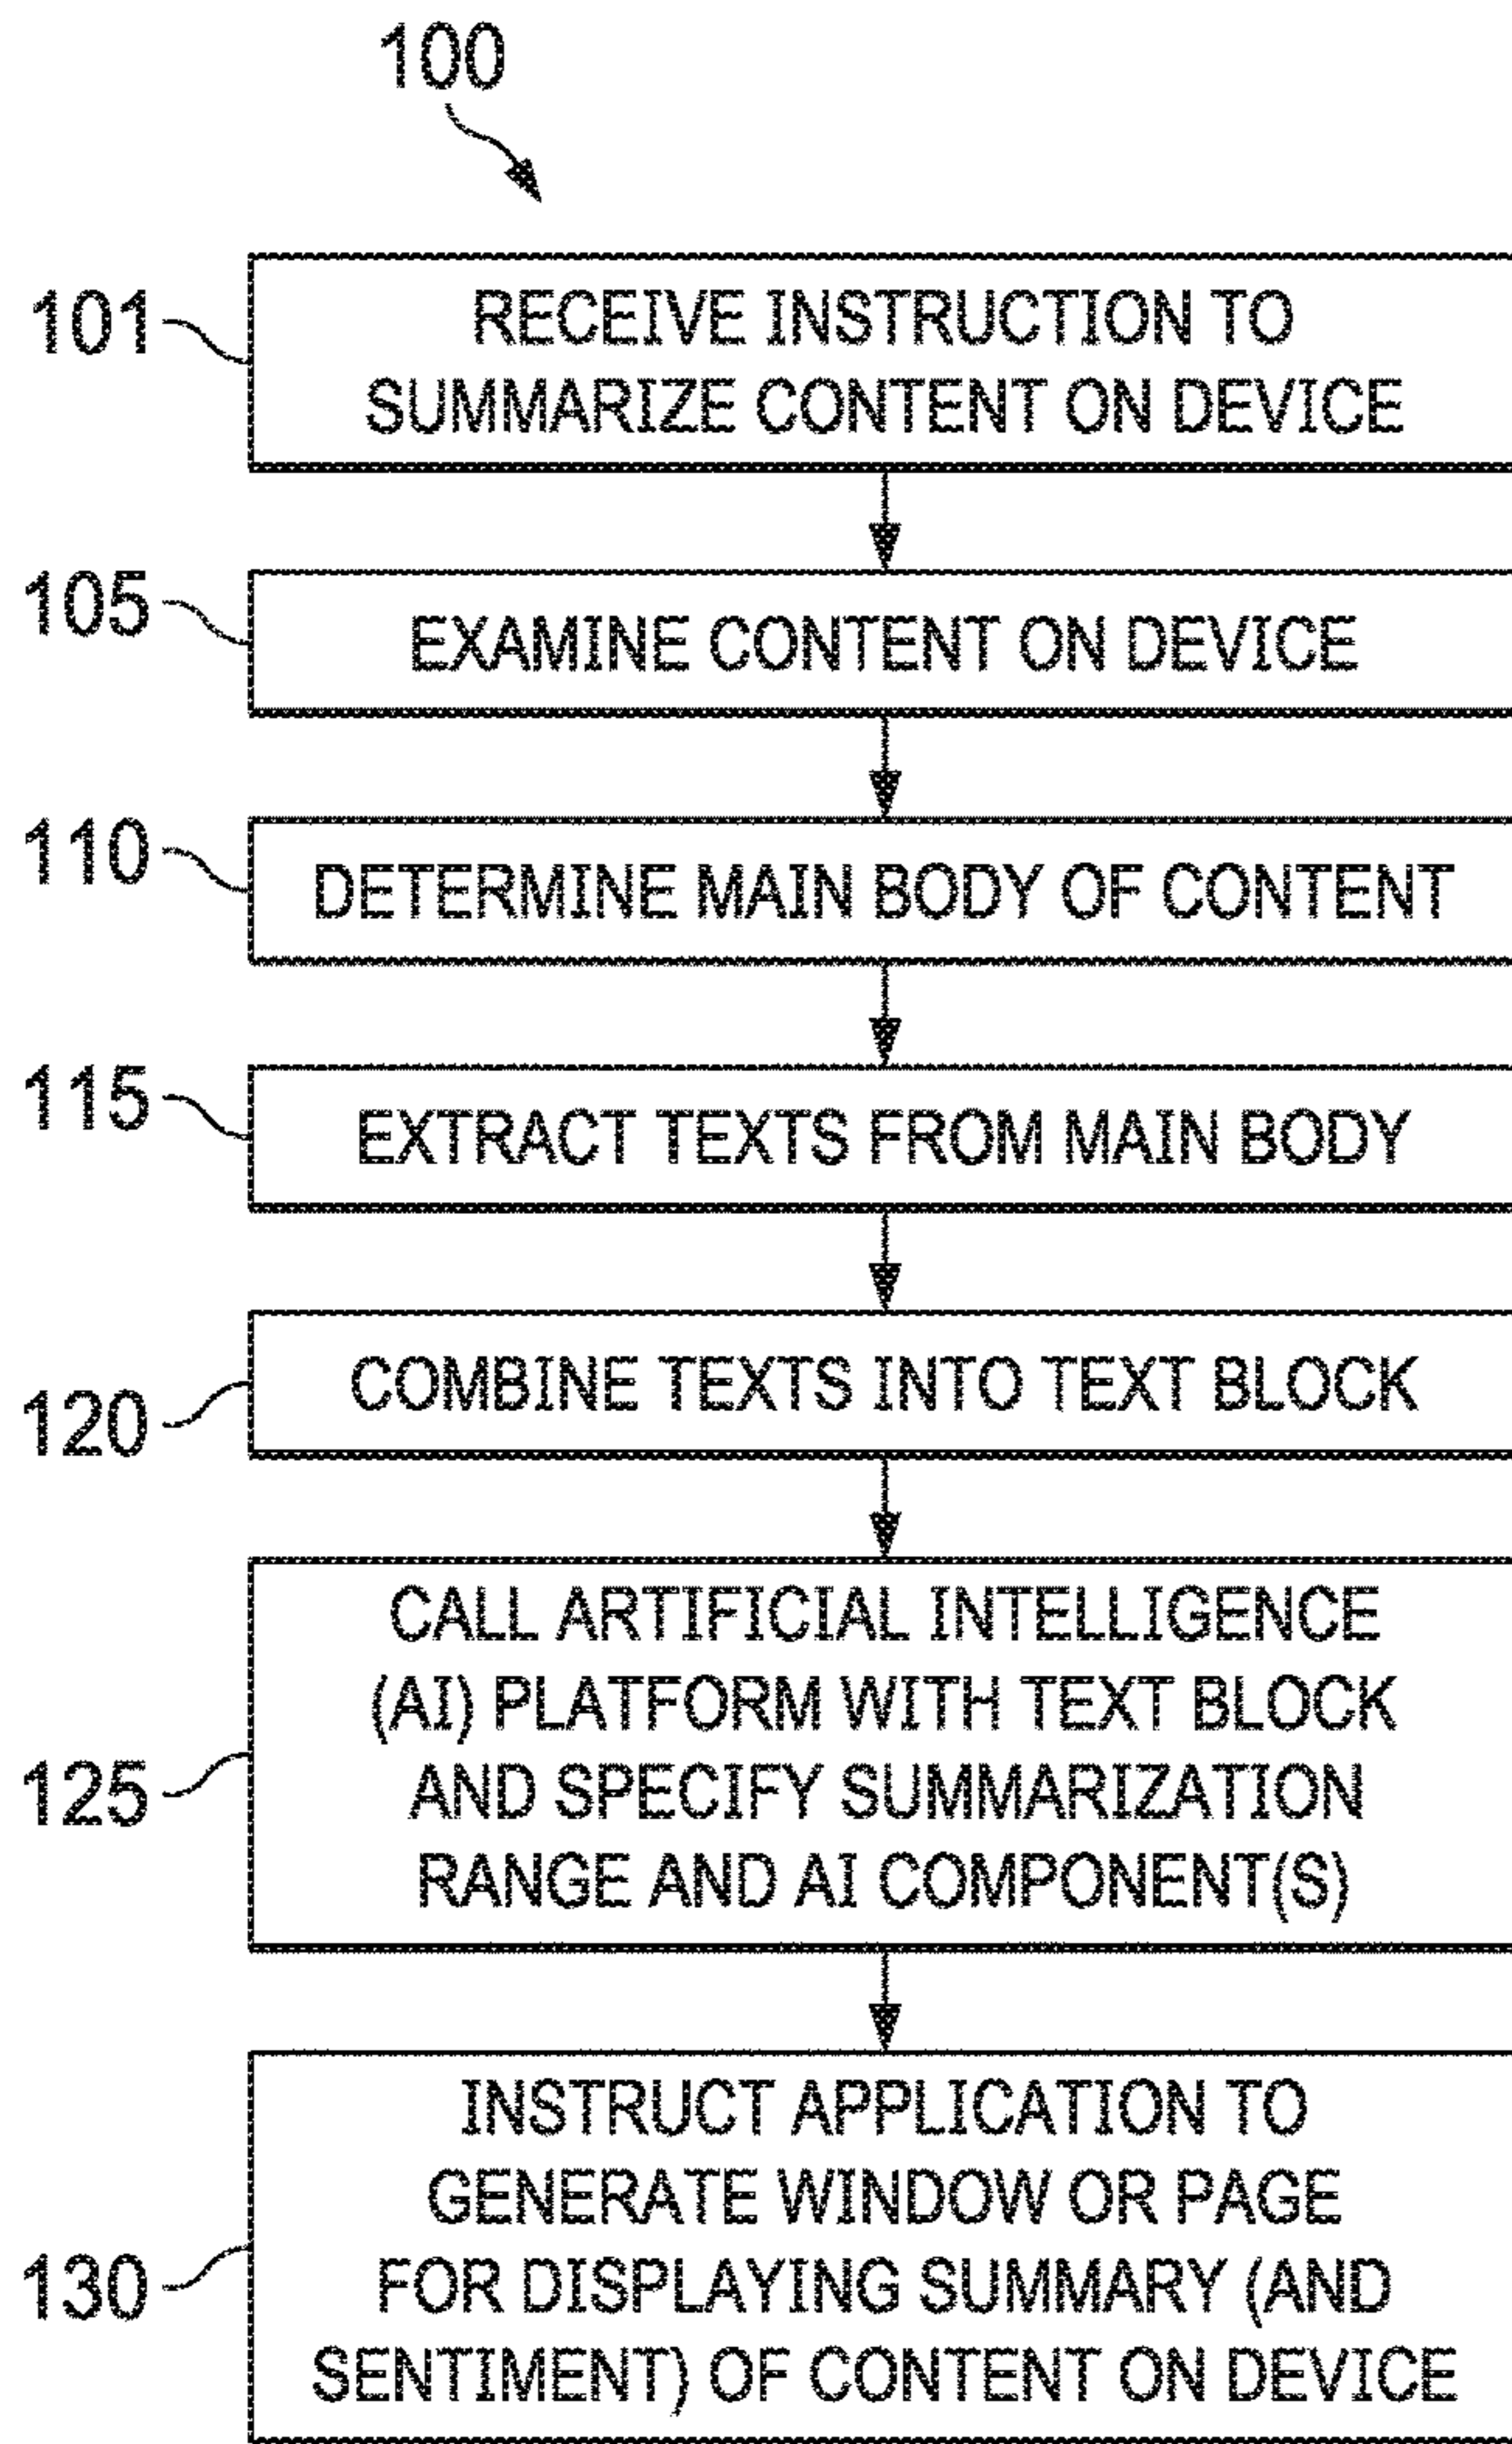 100
101
RECEIVE INSTRUCTION TO
SUMMARIZE CONTENT ON DEVICE
105
EXAMINE CONTENT ON DEVICE
110
DETERMINE MAIN BODY OF CONTENT
115
EXTRACT TEXTS FROM MAIN BODY
120
COMBINE TEXTS INTO TEXT BLOCK
125
CALL ARTIFICIAL INTELLIGENCE
(AI) PLATFORM WITH TEXT BLOCK
AND SPECIFY SUMMARIZATION
RANGE AND AI COMPONENT(S)
130
INSTRUCT APPLICATION TO
GENERATE WINDOW OR PAGE
FOR DISPLAYING SUMMARY (AND
SENTIMENT) OF CONTENT ON DEVICE